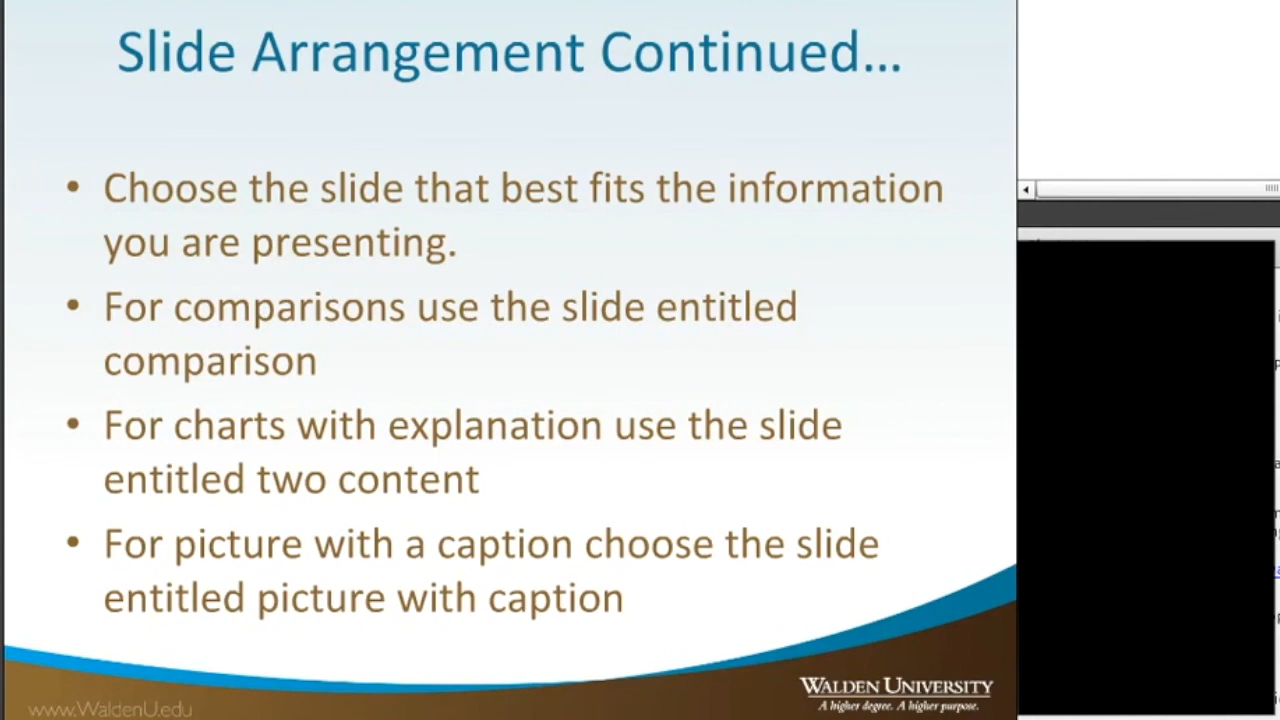 Slide Arrangement Continued...
• Choose the slide that best fits the information
you are presenting.
• For comparisons use the slide entitled
comparison
• For charts with explanation use the slide
entitled two content
• For picture with a caption choose the slide
entitled picture with caption
WALDEN UNIVERSITY
A higher degree. A higher purpose.
www.WaldenU.edu